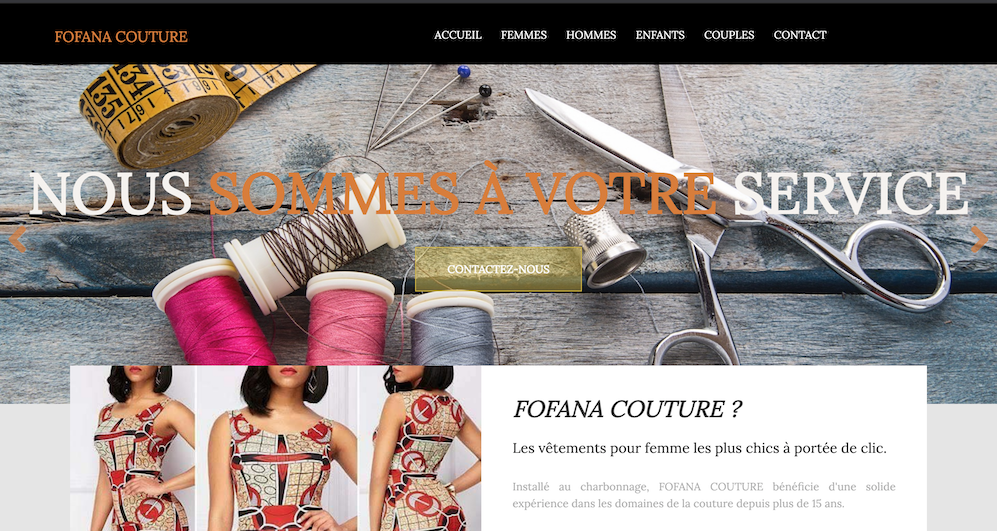 FOFANA COUTURE
ACCUEIL FEMMES HOMMES ENFANTS COUPLES CONTACT
NOUS SOMMES À VOTRE SERVICE
CONTACTEZ-NOUS
FOFANA COUTURE ?
Les vêtements pour femme les plus chics à portée de clic.
Installé au charbonnage, FOFANA COUTURE bénéficie d'une solide
expérience dans les domaines de la couture depuis plus de 15 ans.